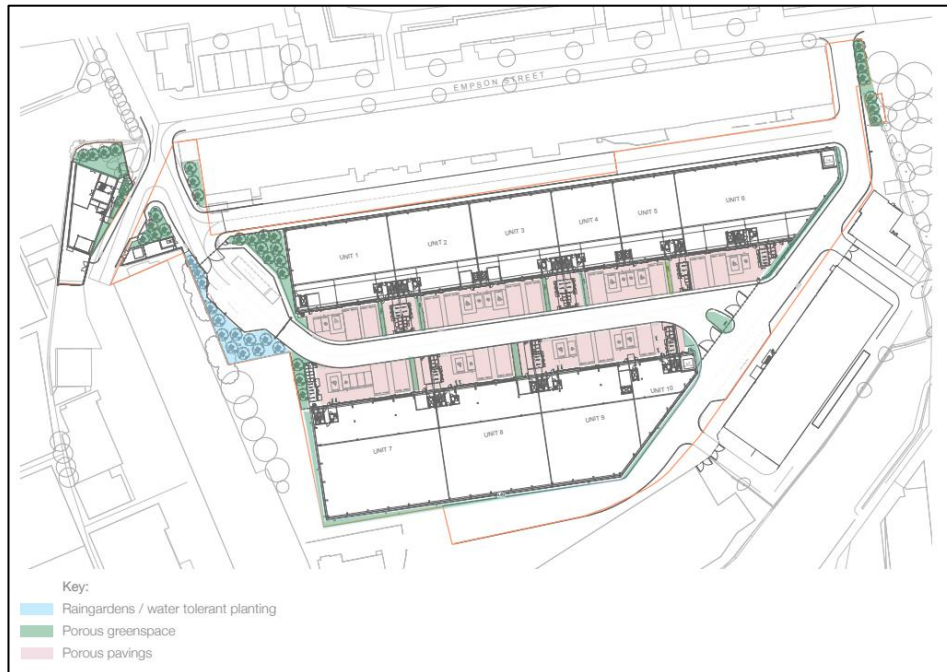 EMPSON STREET
UNIT 1
UNIT 2
UNIT 3
UNIT 4
UNIT 5
UNIT 6
UNIT 7
UNIT 8
UNIT 9
UNIT 10
Key:
Raingardens / water tolerant planting
Porous greenspace
Porous pavings